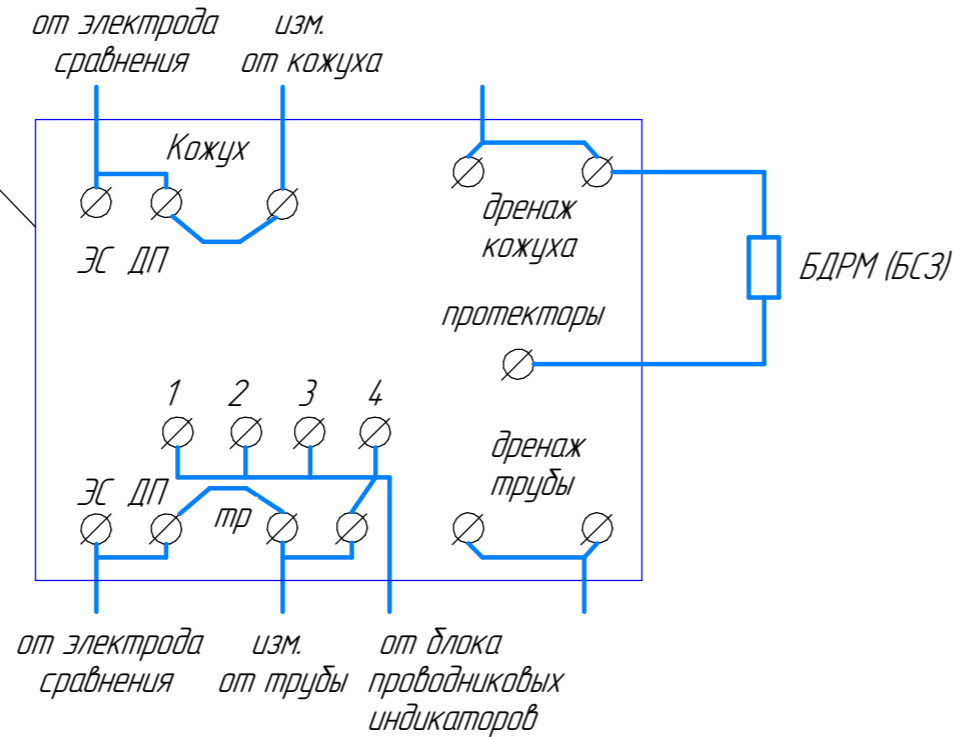 от электрода
сравнения
изм.
от кожуха
Кожух
ЭС ДП
дренаж
кожуха
БДРМ (БСЗ)
протекторы
1 2 3 4
дренаж
трубы
ЭС ДП
тр
от электрода
сравнения
изм.
от трубы
от блока
проводниковых
индикаторов